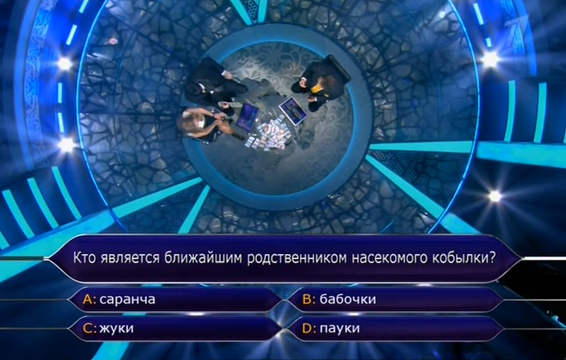 Кто является ближайшим родственником насекомого кобылки?
A: саранча
B: бабочки
C: жуки
D: пауки